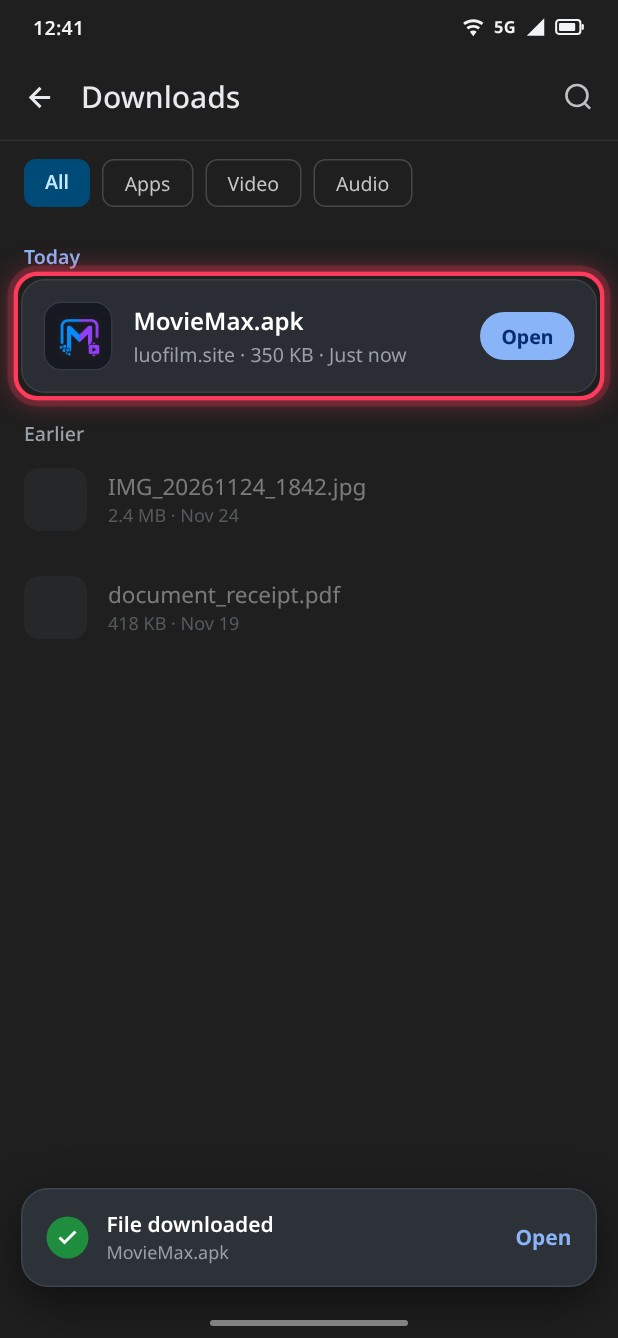 12:41
5G
Downloads
All
Apps
Video
Audio
Today
MovieMax.apk
luofilm.site · 350 KB · Just now
Open
Earlier
IMG_20261124_1842.jpg
2.4 MB · Nov 24
document_receipt.pdf
418 KB · Nov 19
File downloaded
MovieMax.apk
Open